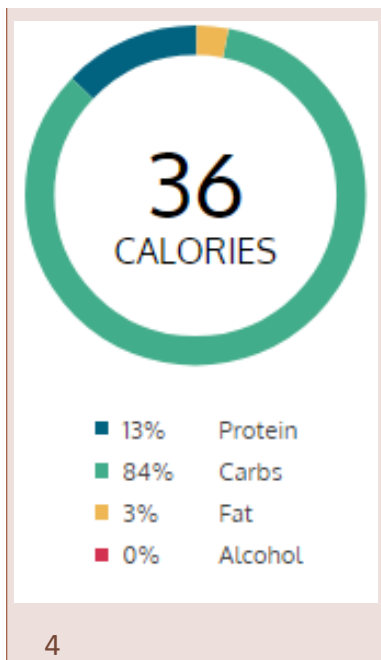 36
CALORIES
13% Protein
84% Carbs
3% Fat
0% Alcohol
4